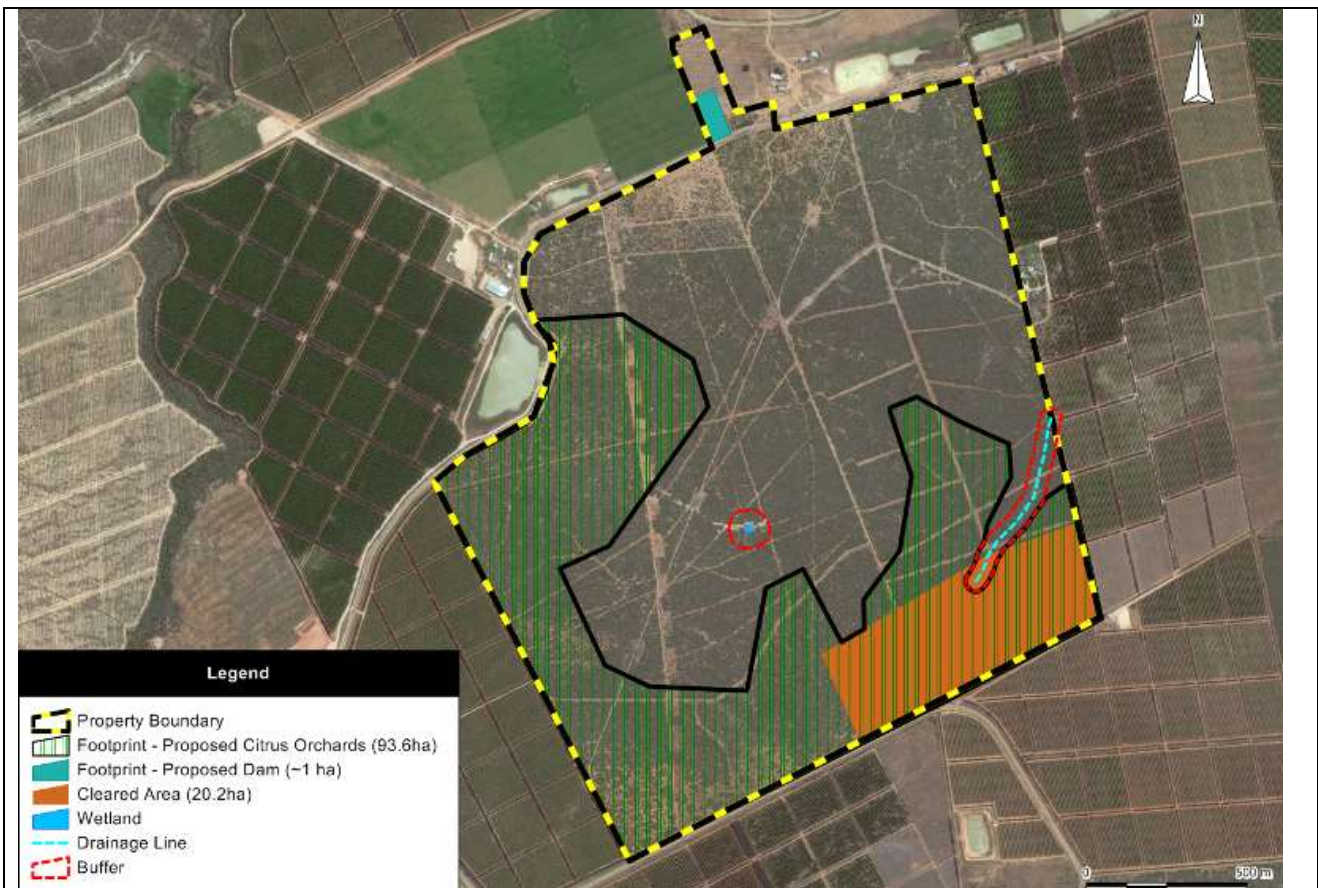 N
Legend
Property Boundary
Footprint - Proposed Citrus Orchards (93.6ha)
Footprint - Proposed Dam (~1 ha)
Cleared Area (20.2ha)
Wetland
Drainage Line
Buffer
0 500 m